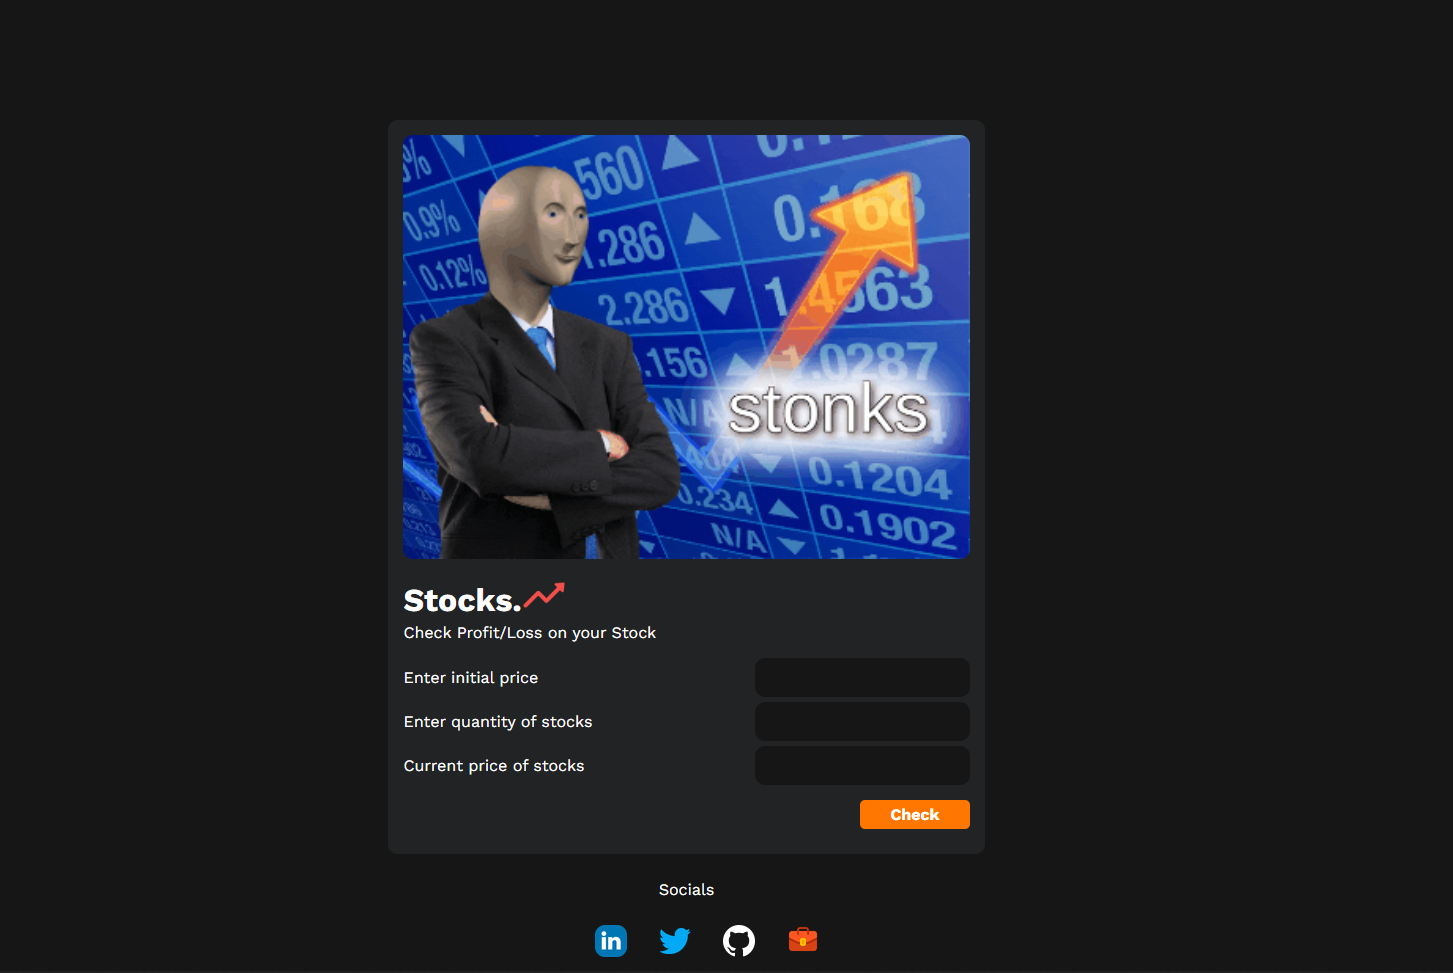 560
0.168
0.9%
.286
0.12%
2.286
1.4563
.156
1.0287
N/A
stonks
0.1204
0.234
0.1902
N/A
Stocks.
Check Profit/Loss on your Stock
Enter initial price
Enter quantity of stocks
Current price of stocks
Check
Socials
in